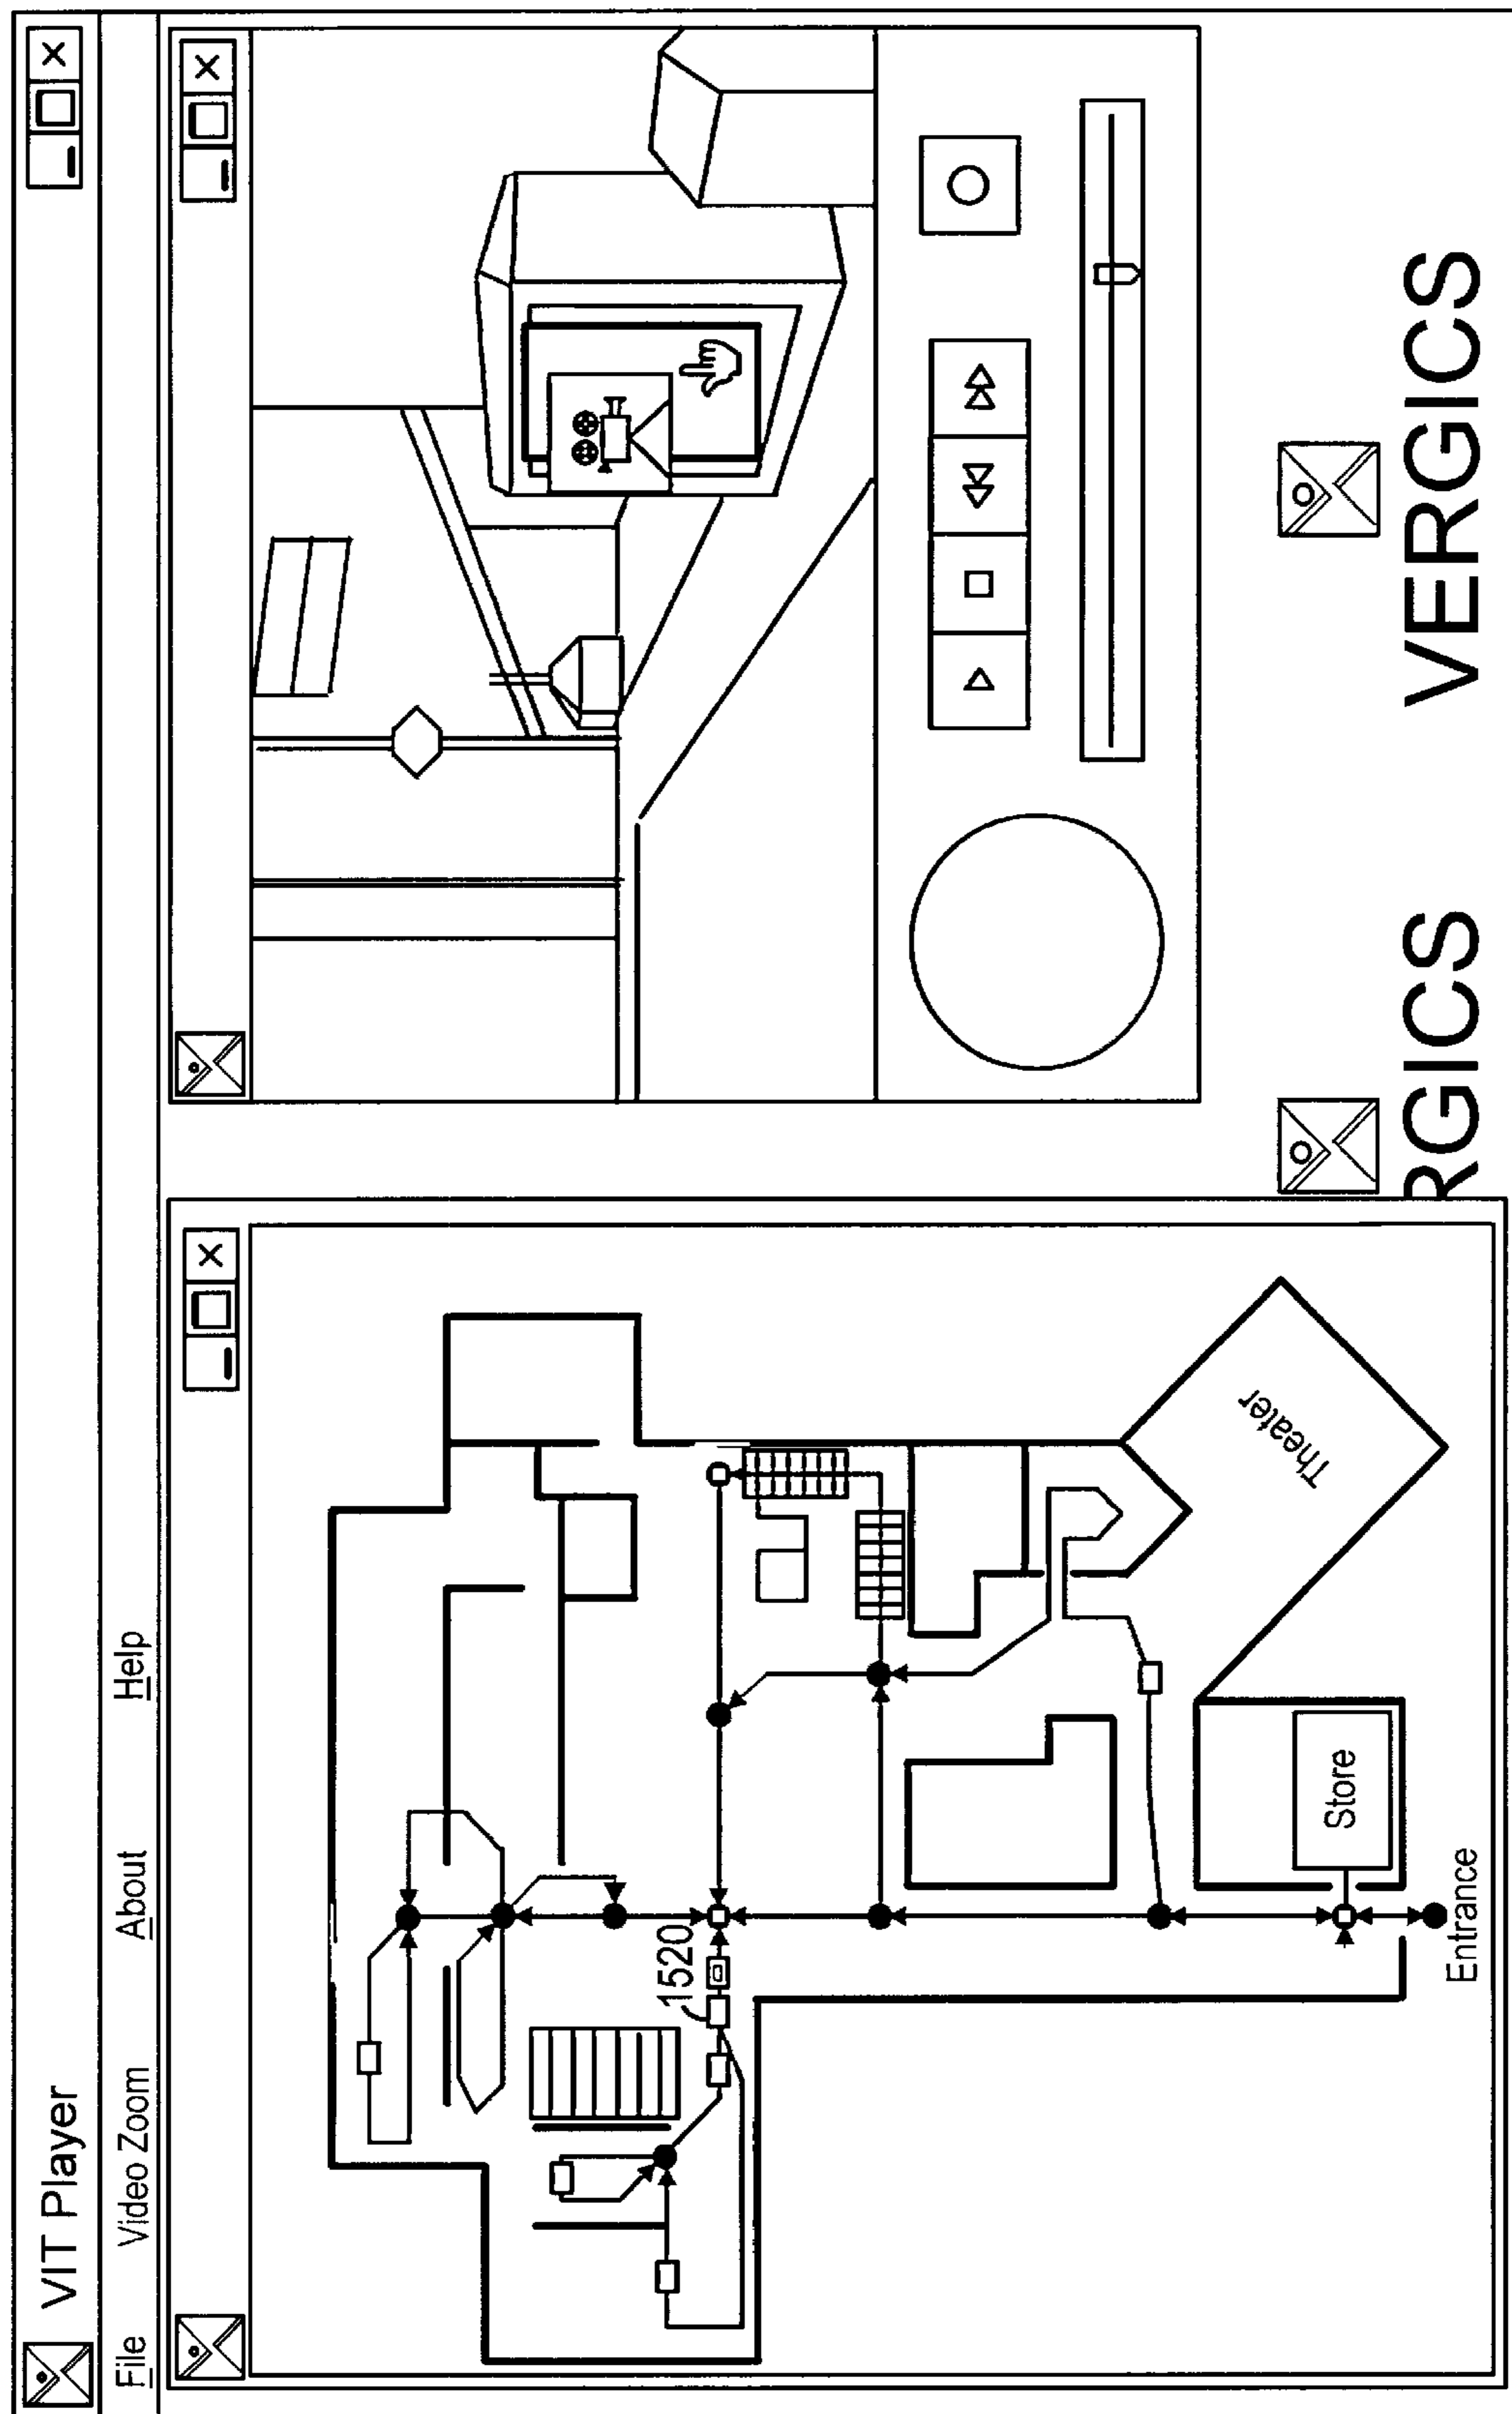 VIT Player
File Video Zoom About Help
1520
Theater
Store
Entrance
RGICS VERGICS